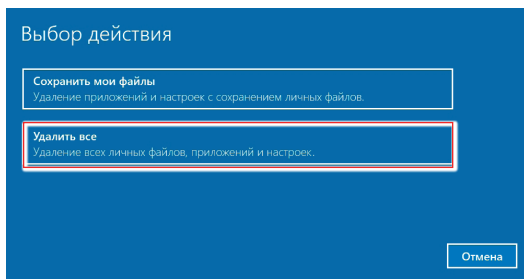 Выбор действия
Сохранить мои файлы
Удаление приложений и настроек с сохранением личных файлов.
Удалить все
Удаление всех личных файлов, приложений и настроек.
Отмена